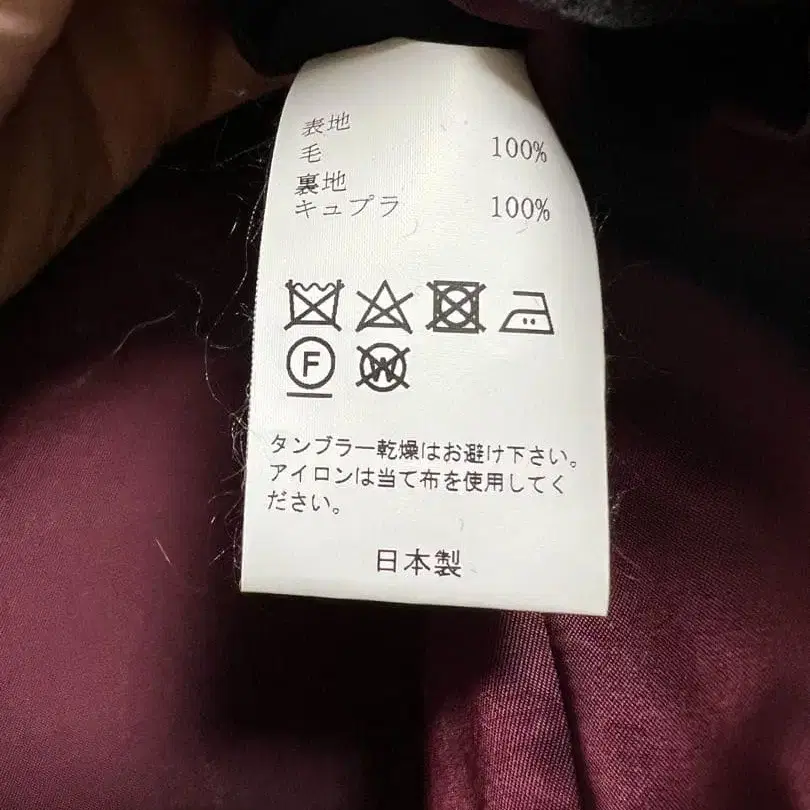 表地
毛 100%
裏地
キュプラ 100%
F W
タンブラー乾燥はお避け下さい。
アイロンは当て布を使用してく
ださい。
日本製